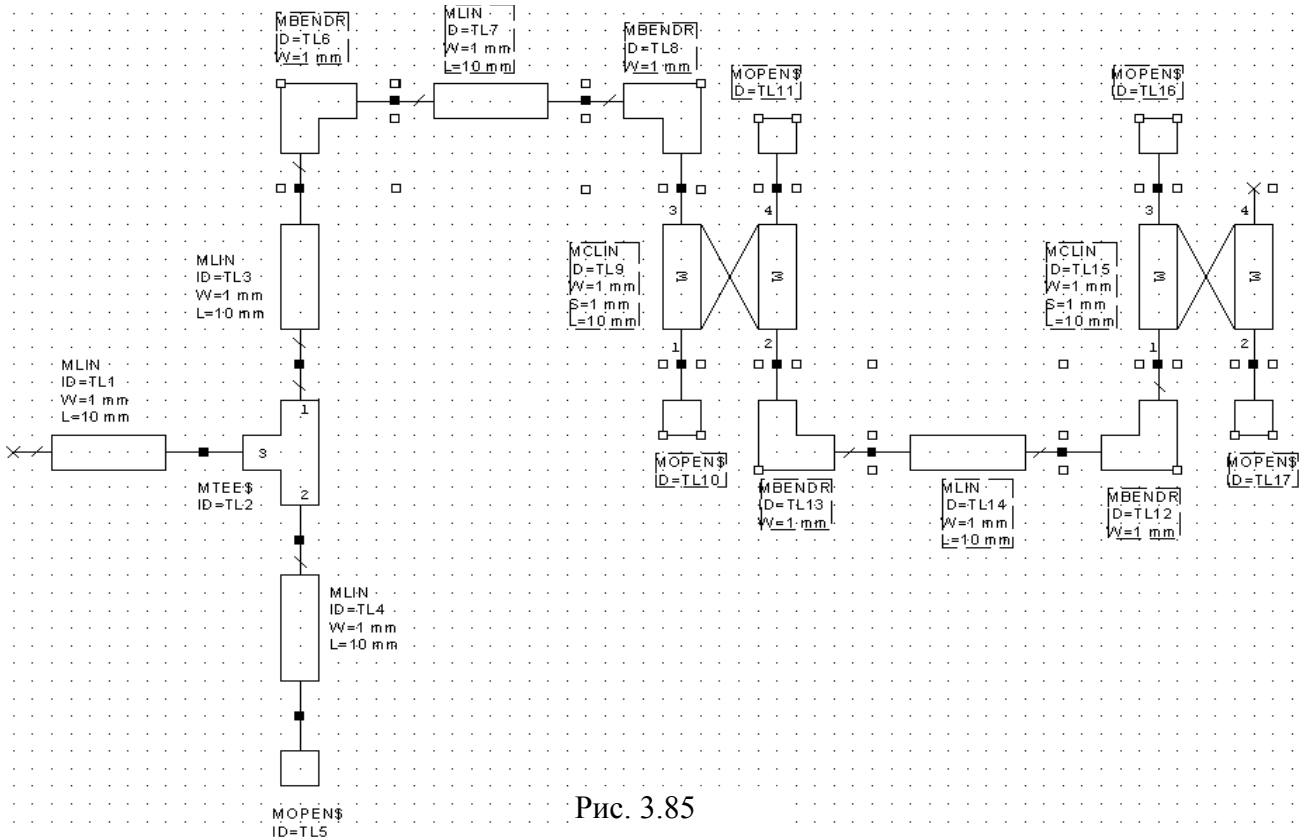 MBENDR
ID=TL6
W=1 mm
MLIN
ID=TL7
W=1 mm
L=10 mm
MBENDR
ID=TL8
W=1 mm
MOPEN$
ID=TL11
MOPEN$
ID=TL16
3
4
3
4
MLIN
ID=TL3
W=1 mm
L=10 mm
MCLIN
ID=TL9
W=1 mm
S=1 mm
L=10 mm
W
W
MCLIN
ID=TL15
W=1 mm
S=1 mm
L=10 mm
W
W
1
2
1
2
MLIN
ID=TL1
W=1 mm
L=10 mm
1
3
2
MTEE$
ID=TL2
MOPEN$
ID=TL10
MBENDR
ID=TL13
W=1 mm
MLIN
ID=TL14
W=1 mm
L=10 mm
MBENDR
ID=TL12
W=1 mm
MOPEN$
ID=TL17
MLIN
ID=TL4
W=1 mm
L=10 mm
MOPEN$
ID=TL5
Рис. 3.85